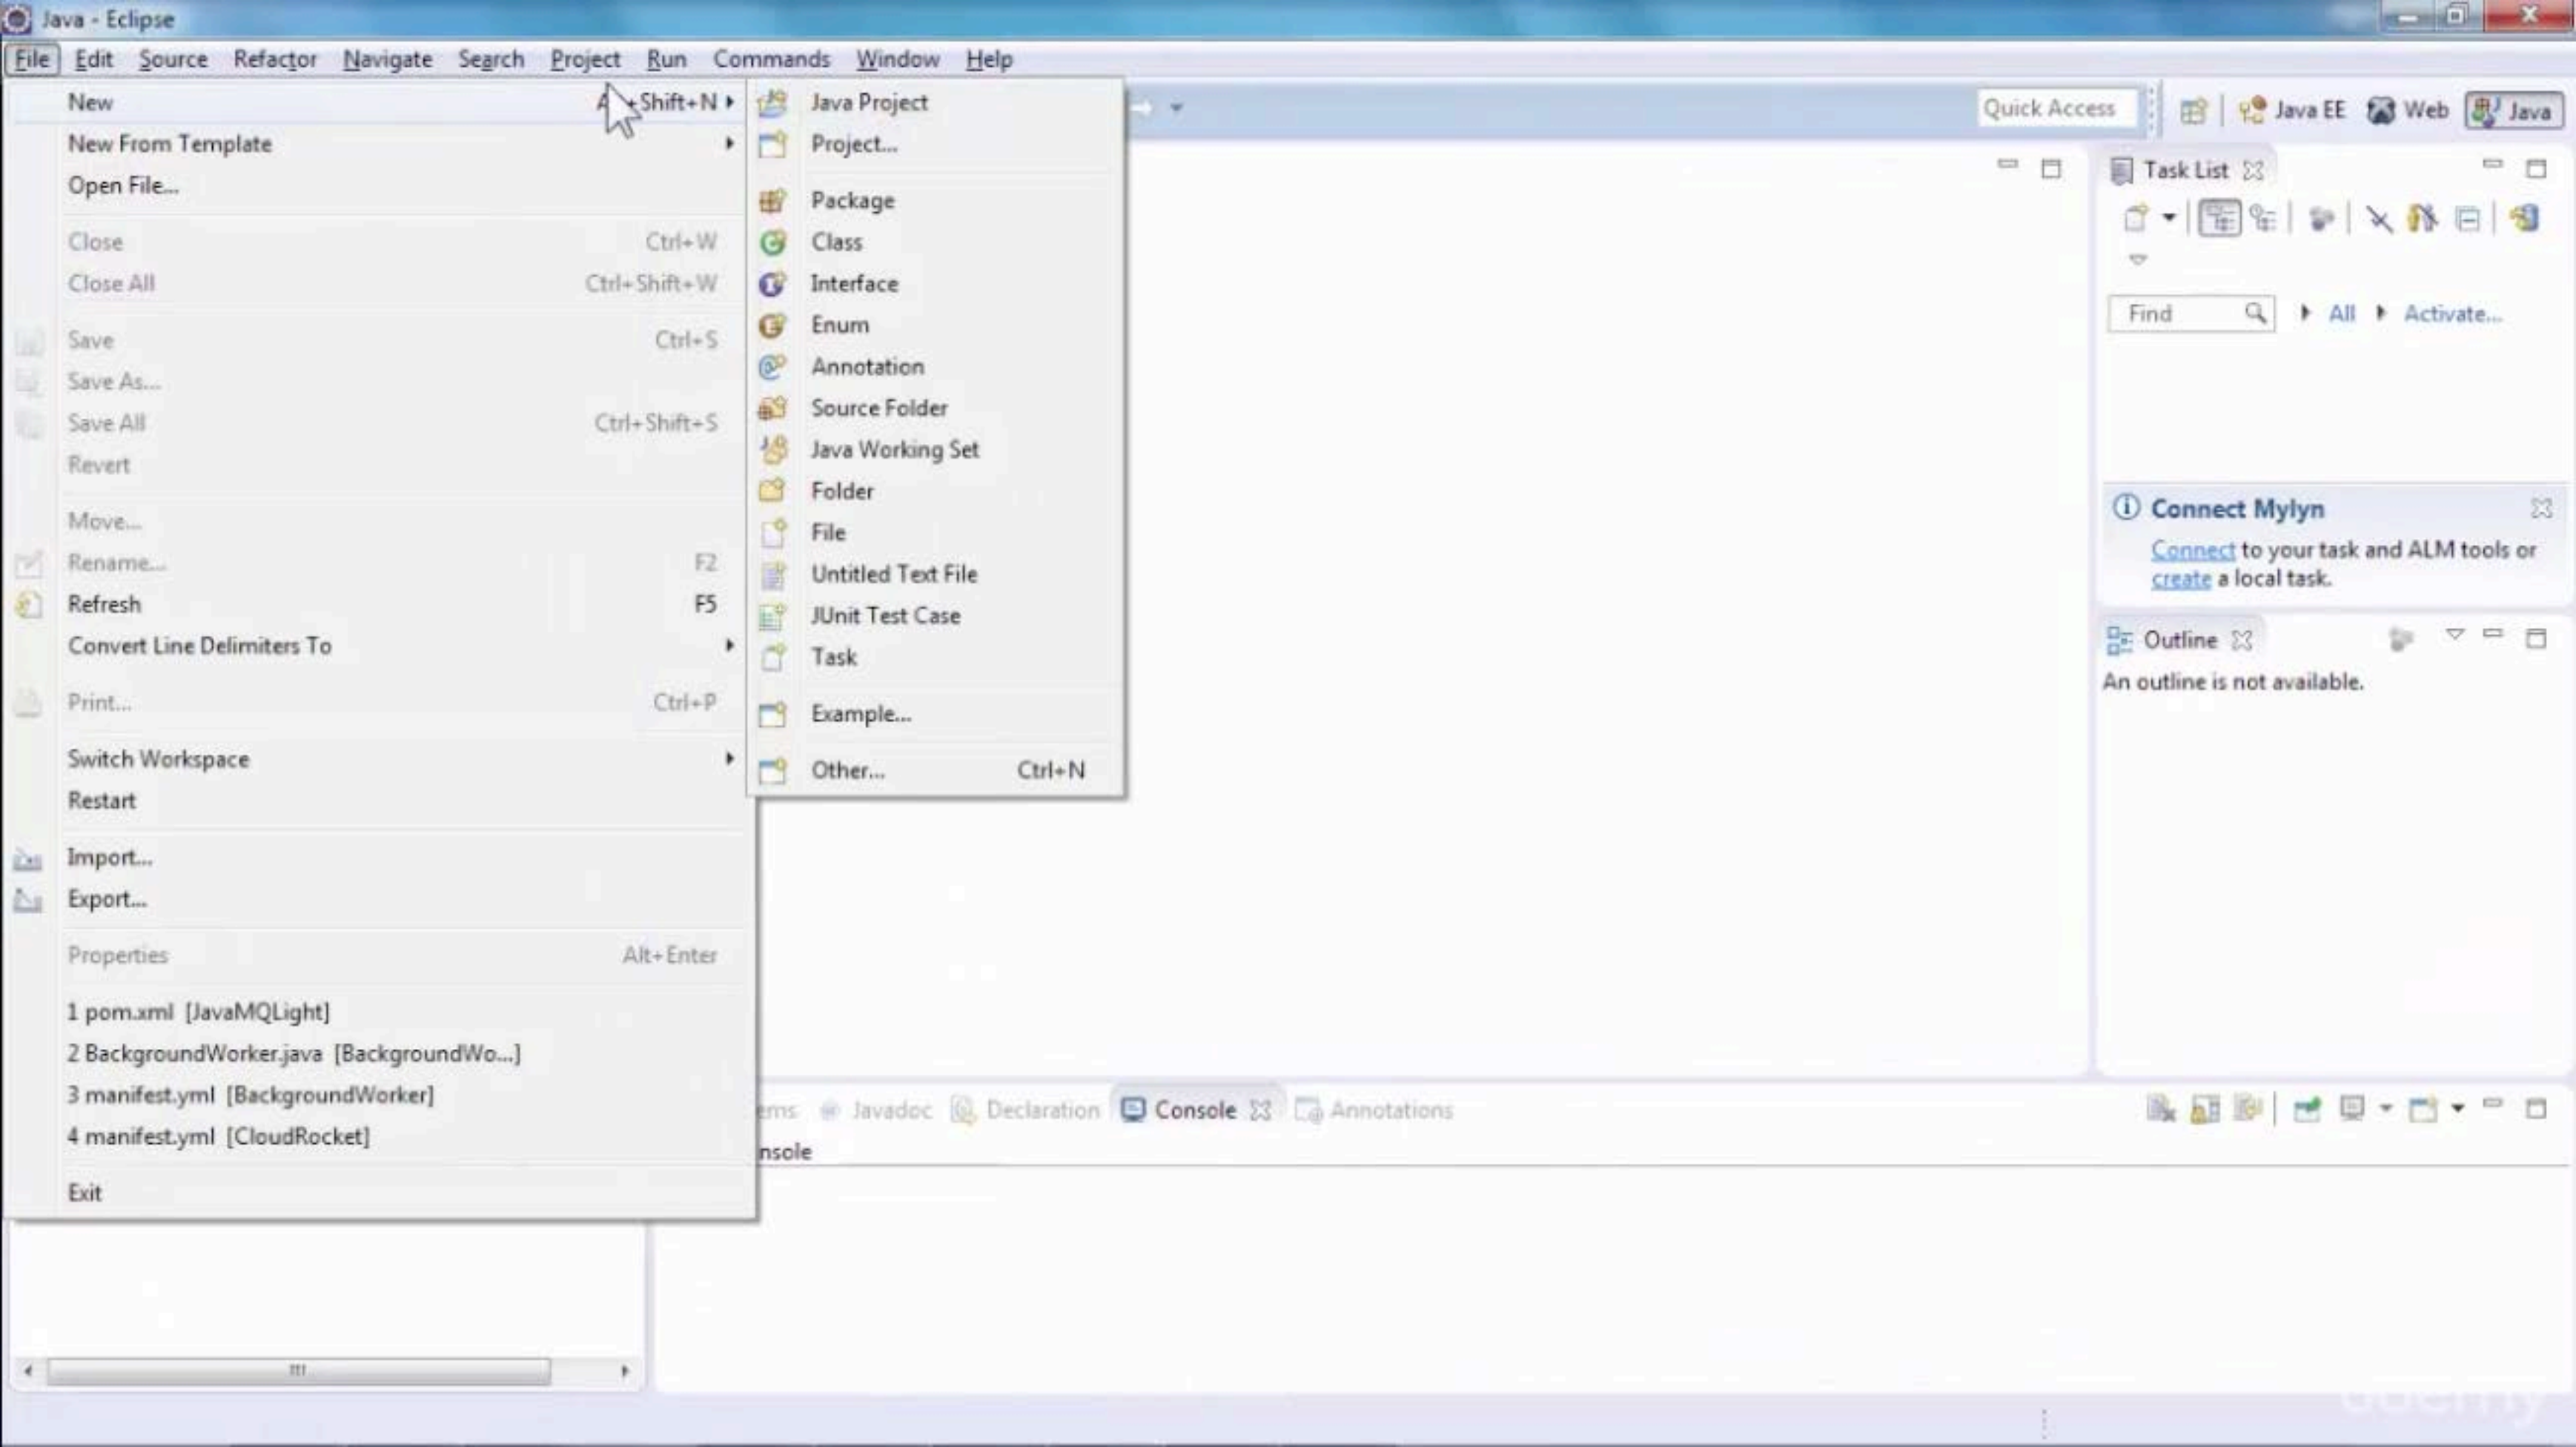 Java - Eclipse
File Edit Source Refactor Navigate Search Project Run Commands Window Help
New Shift+N
New From Template
Open File...
Close Ctrl+W
Close All Ctrl+Shift+W
Save Ctrl+S
Save As...
Save All Ctrl+Shift+S
Revert
Move...
Rename... F2
Refresh F5
Convert Line Delimiters To
Print... Ctrl+P
Switch Workspace
Restart
Import...
Export...
Properties Alt+Enter
1 pom.xml [JavaMQLight]
2 BackgroundWorker.java [BackgroundWo...]
3 manifest.yml [BackgroundWorker]
4 manifest.yml [CloudRocket]
Exit
Java Project
Project...
Package
Class
Interface
Enum
Annotation
Source Folder
Java Working Set
Folder
File
Untitled Text File
JUnit Test Case
Task
Example...
Other... Ctrl+N
Quick Access Java EE Web Java
Task List
Find All Activate...
Connect Mylyn
Connect to your task and ALM tools or
create a local task.
Outline
An outline is not available.
Javadoc Declaration Console Annotations